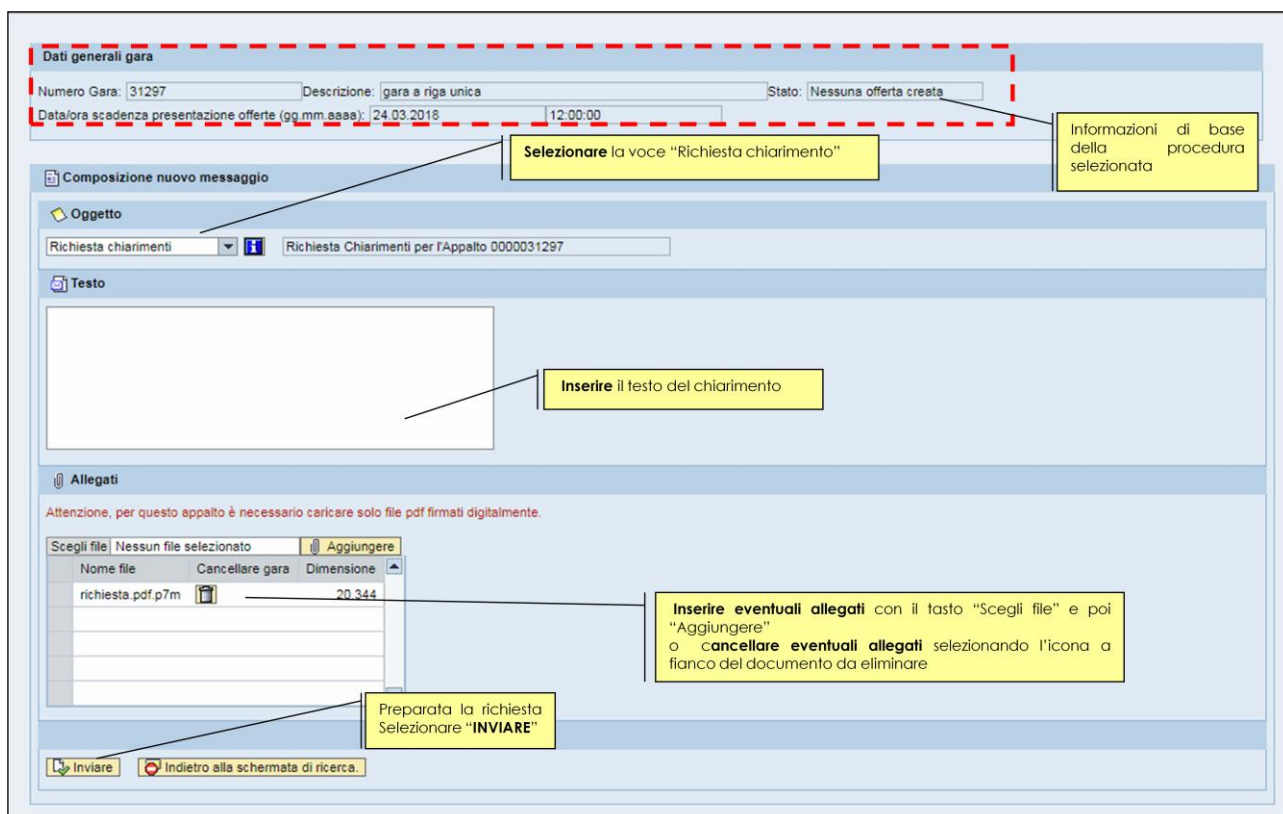 Dati generali gara
Numero Gara: 31297 Descrizione: gara a riga unica Stato: Nessuna offerta creata
Data/ora scadenza presentazione offerte (gg.mm.aaaa): 24.03.2018 12:00:00
Informazioni di base
della procedura
selezionata
Selezionare la voce “Richiesta chiarimento”
Composizione nuovo messaggio
Oggetto
Richiesta chiarimenti Richiesta Chiarimenti per l'Appalto 0000031297
Testo
Inserire il testo del chiarimento
Allegati
Attenzione, per questo appalto è necessario caricare solo file pdf firmati digitalmente.
Scegli file Nessun file selezionato Aggiungere
Nome file Cancellare gara Dimensione
richiesta.pdf.p7m 20.344
Inserire eventuali allegati con il tasto “Scegli file” e poi
“Aggiungere”
o cancellare eventuali allegati selezionando l’icona a
fianco del documento da eliminare
Preparata la richiesta
Selezionare “INVIARE”
Inviare Indietro alla schermata di ricerca.